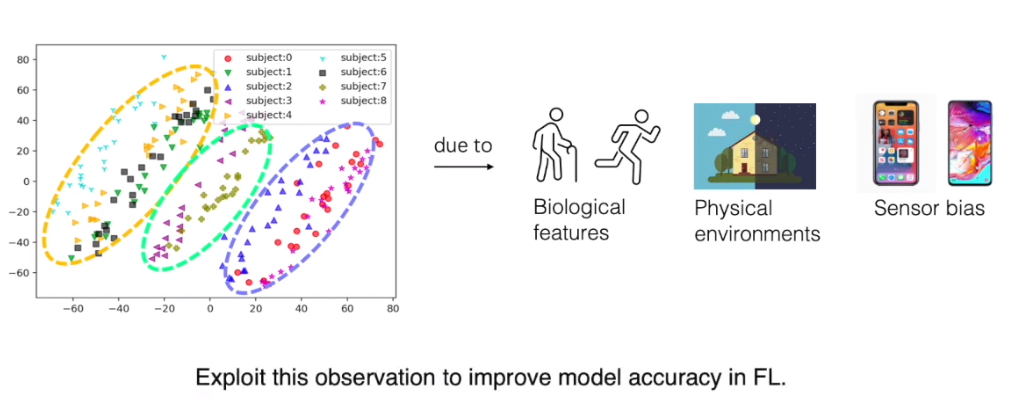 80
60
40
20
0
−20
−40
−60
−60
−40
−20
0
20
40
60
80
subject:0
subject:1
subject:2
subject:3
subject:4
subject:5
subject:6
subject:7
subject:8
due to
Biological
features
Physical
environments
Sensor bias
Exploit this observation to improve model accuracy in FL.